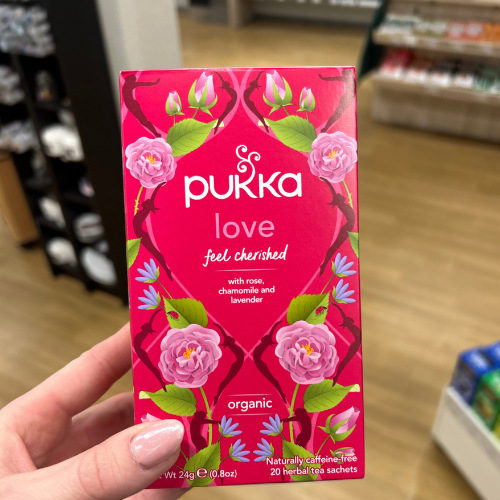 pukka
love
feel cherished
with rose,
chamomile and
lavender
organic
Wt 24g ℮ (0.8oz)
Naturally caffeine-free
20 herbal tea sachets